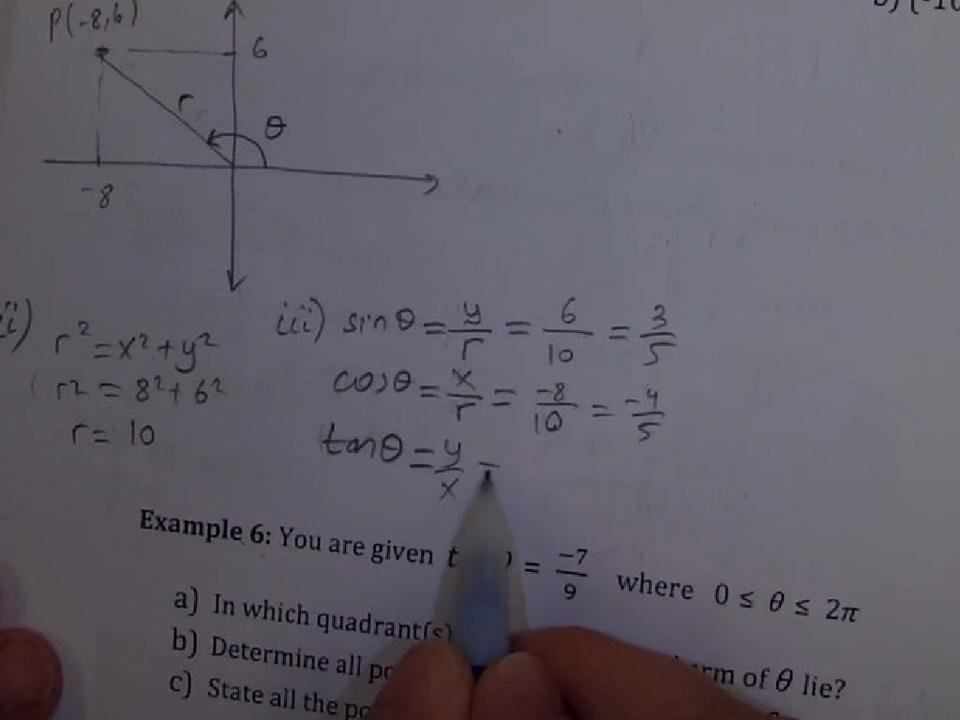 P(-8,6)
6
r
θ
-8
ii) r² = x² + y²
r² = 8² + 6²
r = 10
iii) sin θ = y/r = 6/10 = 3/5
cos θ = x/r = -8/10 = -4/5
tan θ = y/x
Example 6: You are given = -7/9 where 0 ≤ θ ≤ 2π
a) In which quadrant(s) arm of θ lie?
b) Determine all
c) State all the